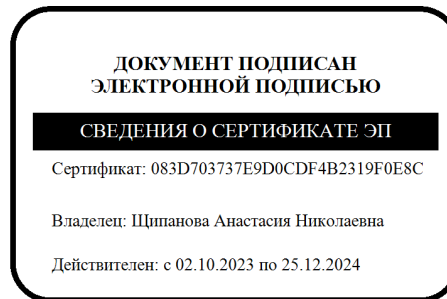 ДОКУМЕНТ ПОДПИСАН
ЭЛЕКТРОННОЙ ПОДПИСЬЮ
СВЕДЕНИЯ О СЕРТИФИКАТЕ ЭП
Сертификат: 083D703737E9D0CDF4B2319F0E8C
Владелец: Щипанова Анастасия Николаевна
Действителен: с 02.10.2023 по 25.12.2024